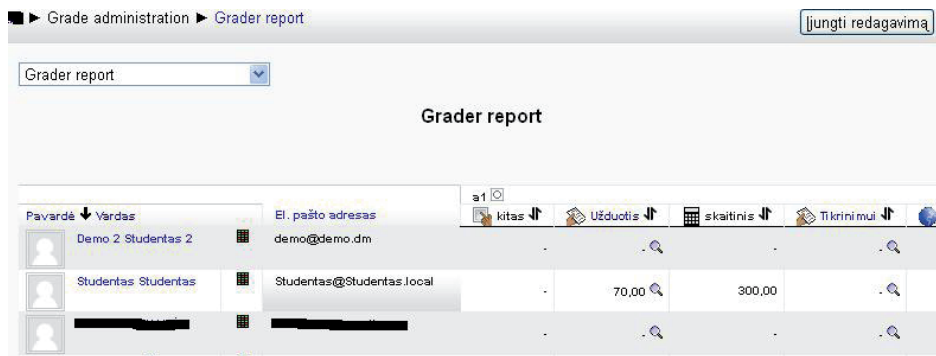 ► Grade administration ► Grader report
Įjungti redagavimą
Grader report
Grader report
a1
Pavardė Vardas El. pašto adresas kitas Užduotis skaitinis Tikrinimui
Demo 2 Studentas 2 demo@demo.dm - - - -
Studentas Studentas Studentas@Studentas.local - 70,00 300,00 -
- - - -